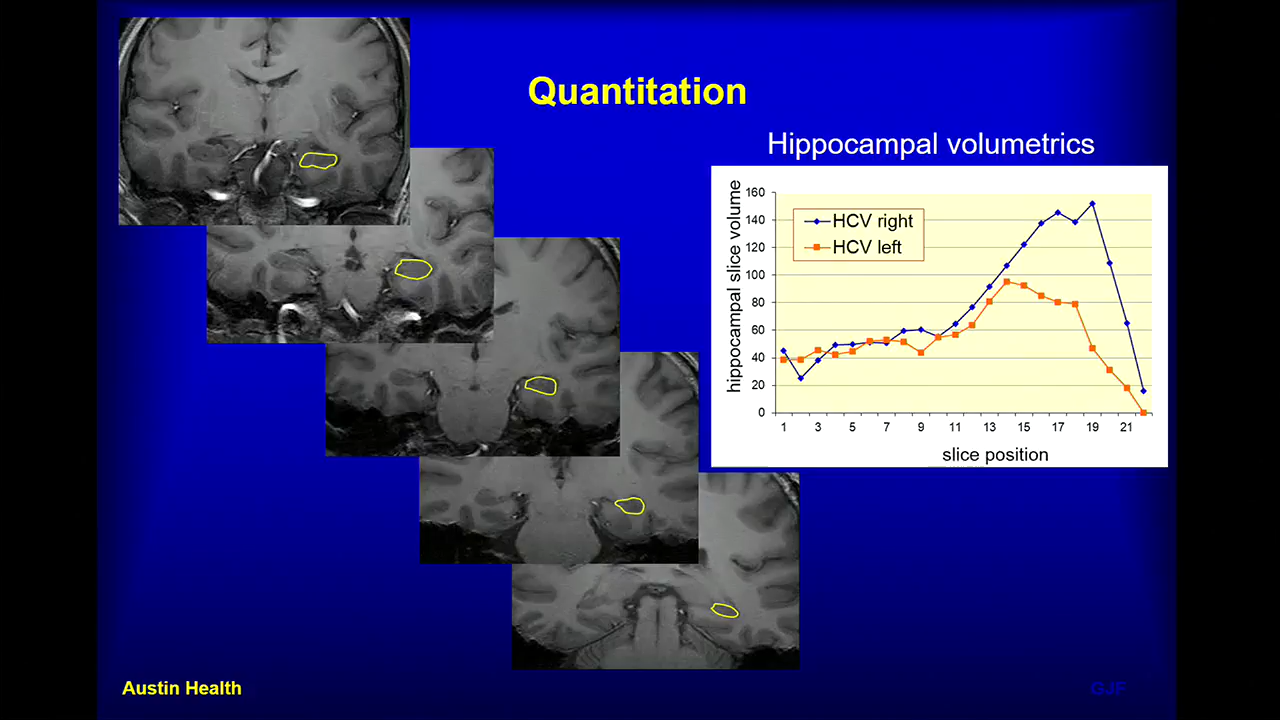 Quantitation
Hippocampal volumetrics
hippocampal slice volume
160
140
120
100
80
60
40
20
0
HCV right
HCV left
1 3 5 7 9 11 13 15 17 19 21
slice position
Austin Health
GJF